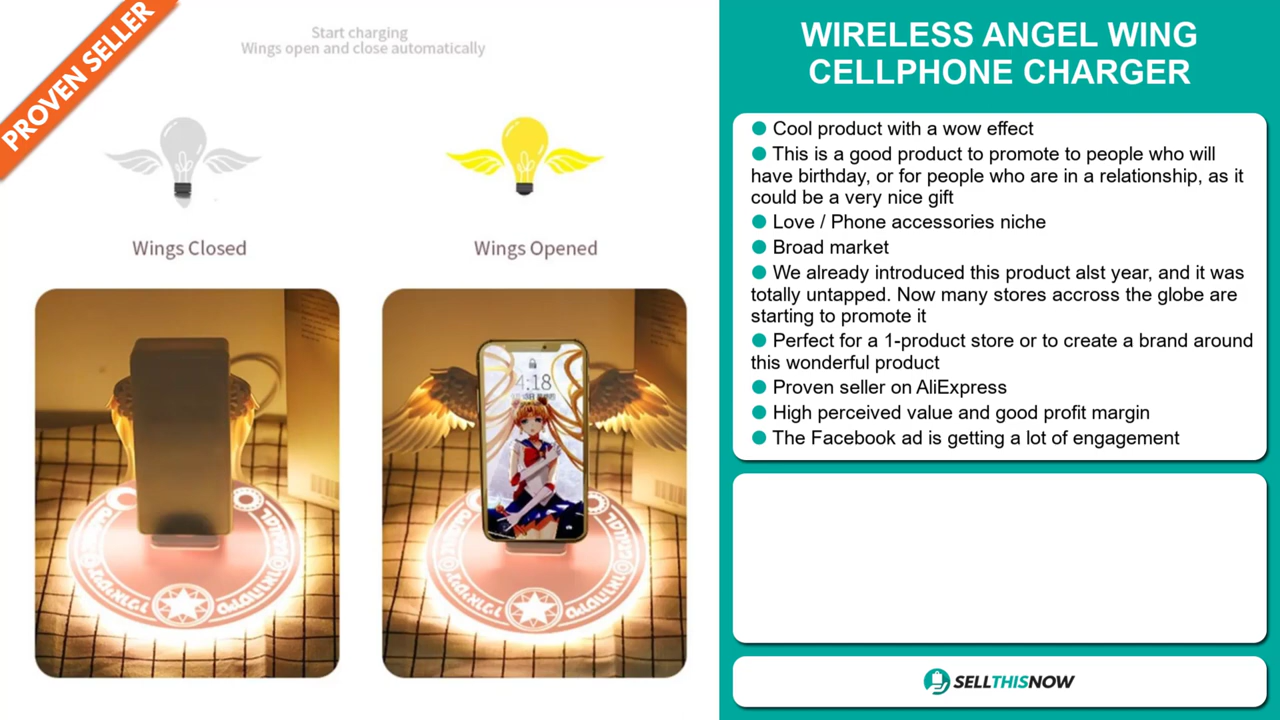 PROVEN SELLER
Start charging
Wings open and close automatically
Wings Closed
Wings Opened
4:18
WIRELESS ANGEL WING
CELLPHONE CHARGER
Cool product with a wow effect
This is a good product to promote to people who will
have birthday, or for people who are in a relationship, as it
could be a very nice gift
Love / Phone accessories niche
Broad market
We already introduced this product alst year, and it was
totally untapped. Now many stores accross the globe are
starting to promote it
Perfect for a 1-product store or to create a brand around
this wonderful product
Proven seller on AliExpress
High perceived value and good profit margin
The Facebook ad is getting a lot of engagement
SELLTHISNOW